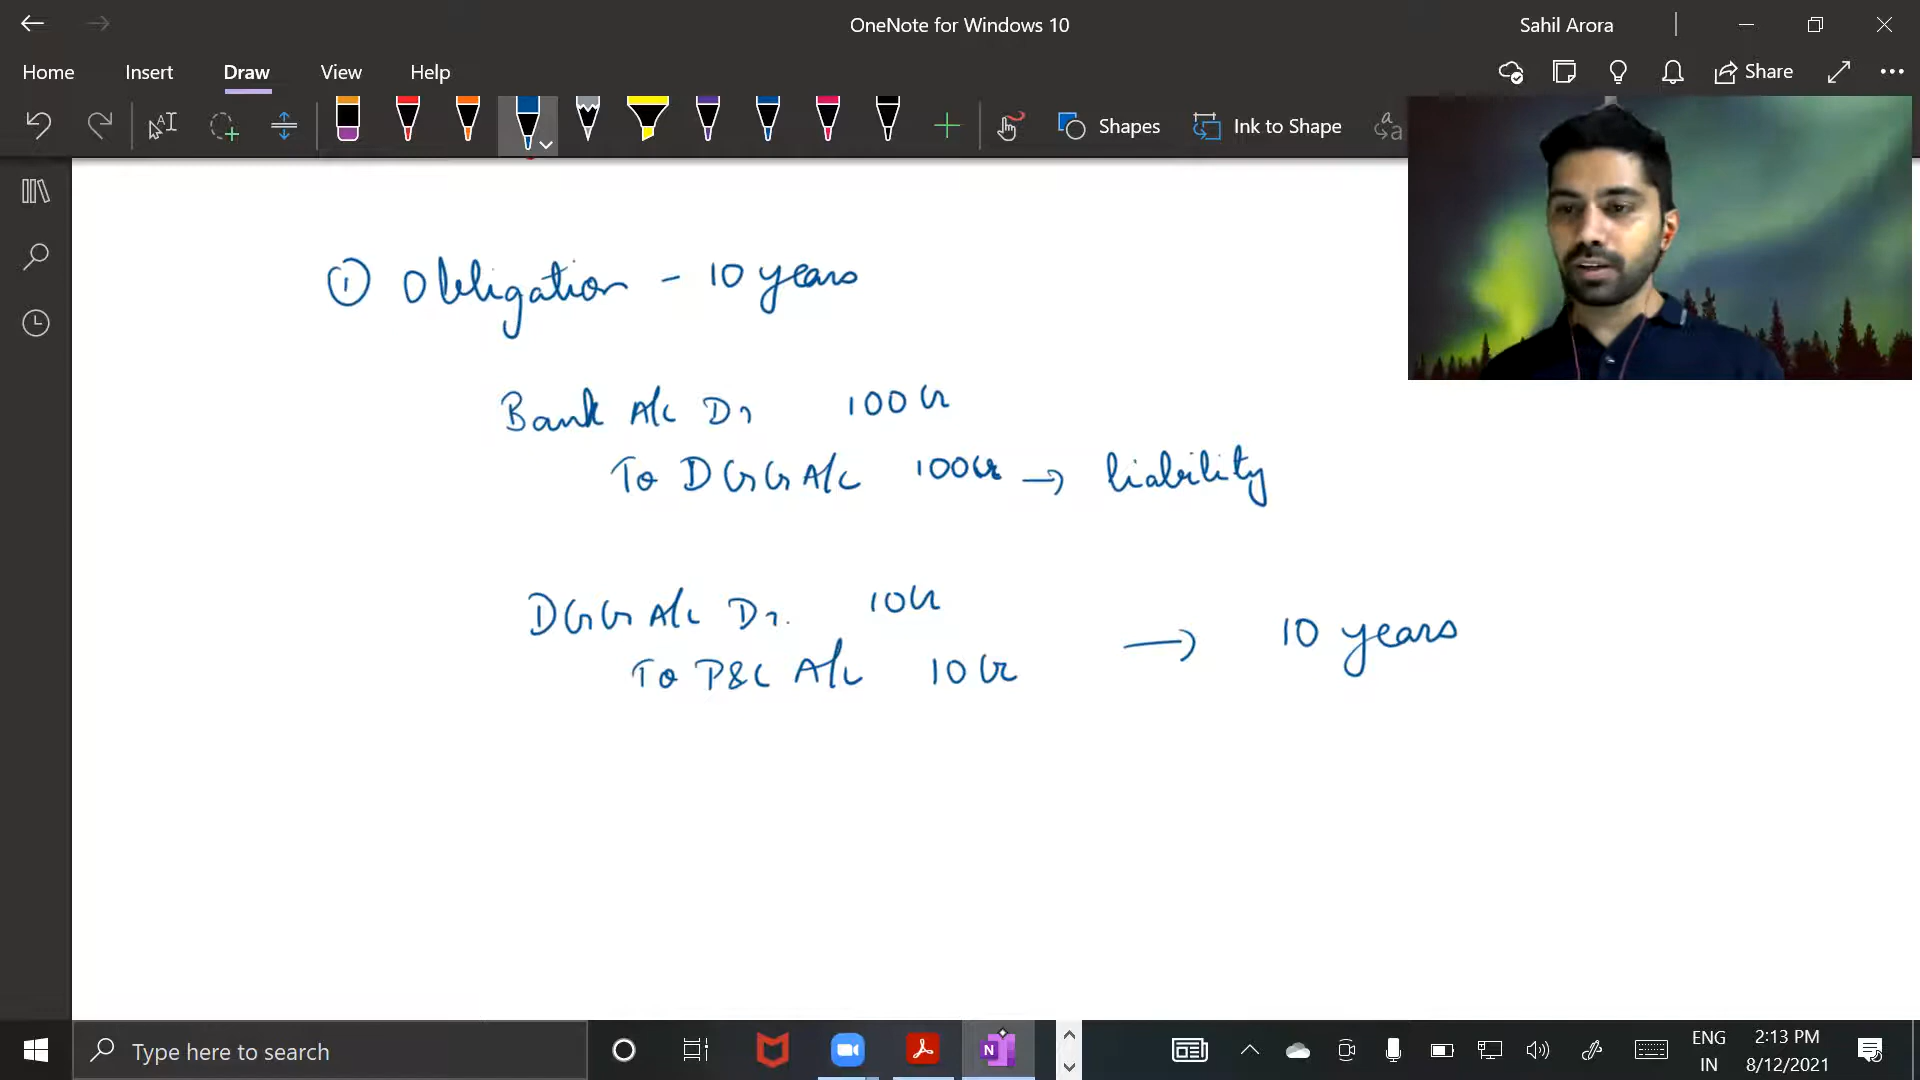 OneNote for Windows 10
Sahil Arora
Home Insert Draw View Help
Share
Shapes
Ink to Shape
① Obligation - 10 years
Bank A/c Dr 100 Cr
To DGG A/c 100 Cr → liability
DGG A/c Dr. 10 Cr
To P&L A/c 10 Cr → 10 years
Type here to search
ENG
IN
2:13 PM
8/12/2021